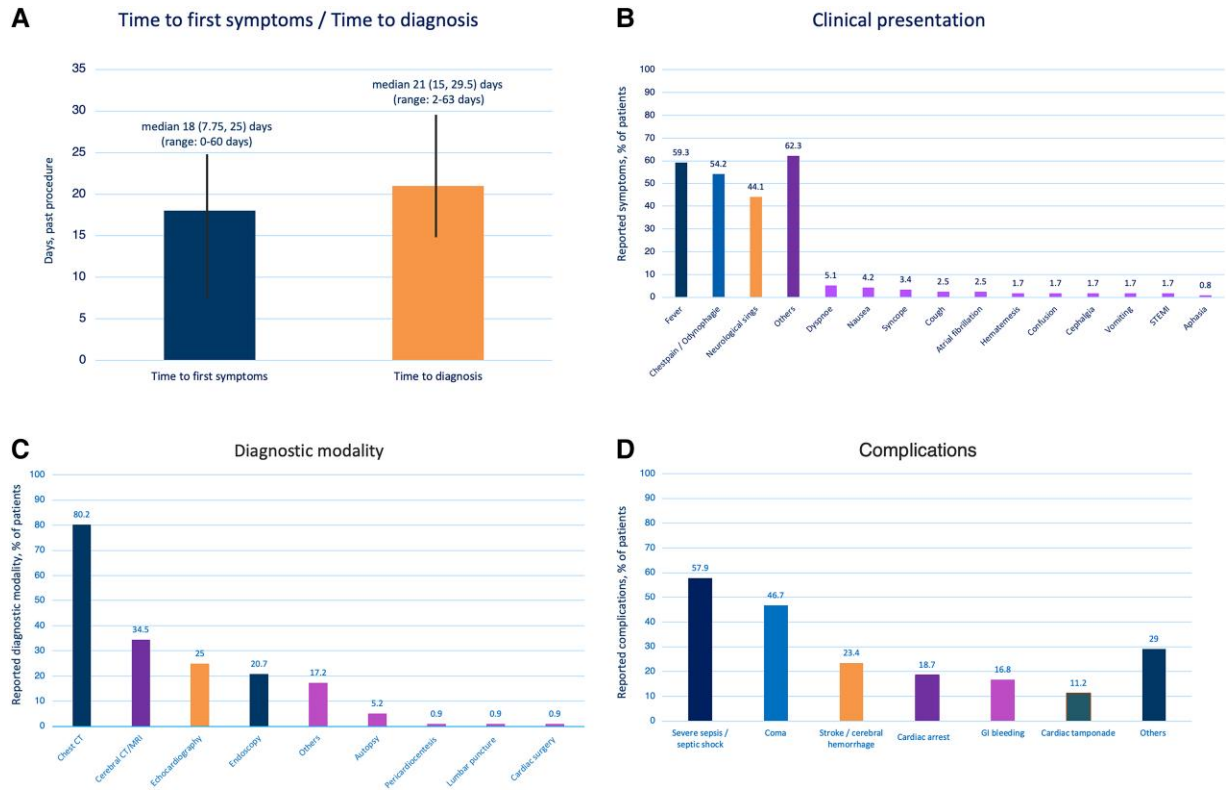 A
Time to first symptoms / Time to diagnosis
Days, past procedure
35
30
25
20
15
10
5
0
median 18 (7.75, 25) days
(range: 0-60 days)
median 21 (15, 29.5) days
(range: 2-63 days)
Time to first symptoms
Time to diagnosis
B
Clinical presentation
Reported symptoms, % of patients
100
90
80
70
60
50
40
30
20
10
0
59.3
54.2
44.1
62.3
5.1
4.2
3.4
2.5
2.5
1.7
1.7
1.7
1.7
1.7
0.8
Fever
Chestpain / Odynophagie
Neurological sings
Others
Dyspnoe
Nausea
Syncope
Cough
Atrial fibrillation
Hematemesis
Confusion
Cephalgia
Vomiting
STEMI
Aphasia
C
Diagnostic modality
Reported diagnostic modality, % of patients
100
90
80
70
60
50
40
30
20
10
0
80.2
34.5
25
20.7
17.2
5.2
0.9
0.9
0.9
Chest CT
Cerebral CT/MRI
Echocardiography
Endoscopy
Others
Autopsy
Pericardiocentesis
Lumbar puncture
Cardiac surgery
D
Complications
Reported complications, % of patients
100
90
80
70
60
50
40
30
20
10
0
57.9
46.7
23.4
18.7
16.8
11.2
29
Severe sepsis /
septic shock
Coma
Stroke / cerebral
hemorrhage
Cardiac arrest
GI bleeding
Cardiac tamponade
Others